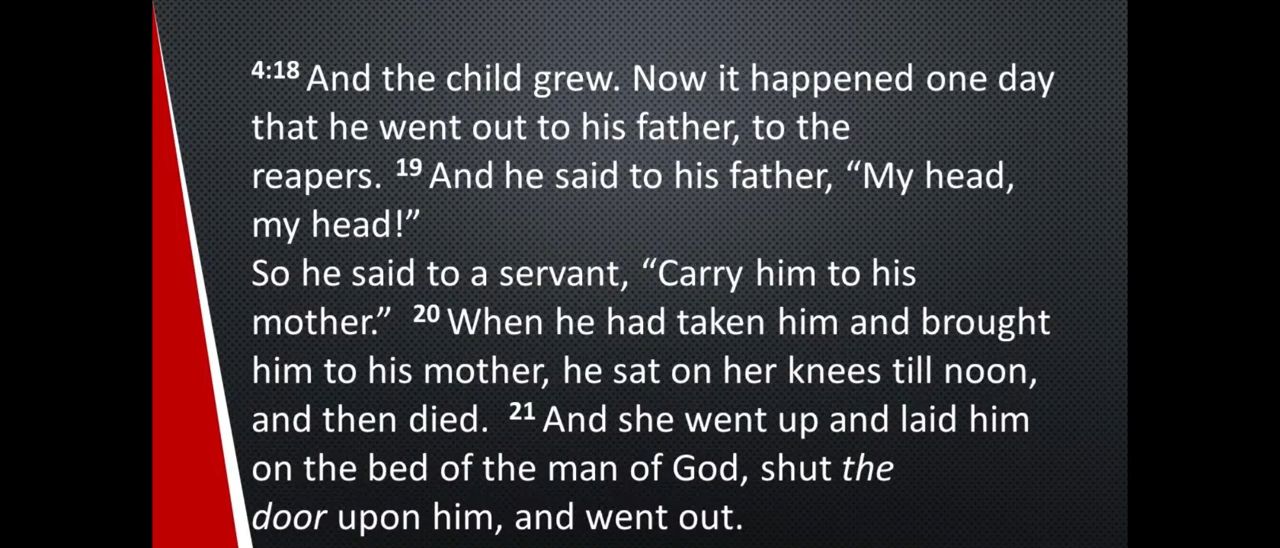 4:18 And the child grew. Now it happened one day
that he went out to his father, to the
reapers. 19 And he said to his father, “My head,
my head!”
So he said to a servant, “Carry him to his
mother.” 20 When he had taken him and brought
him to his mother, he sat on her knees till noon,
and then died. 21 And she went up and laid him
on the bed of the man of God, shut the
door upon him, and went out.